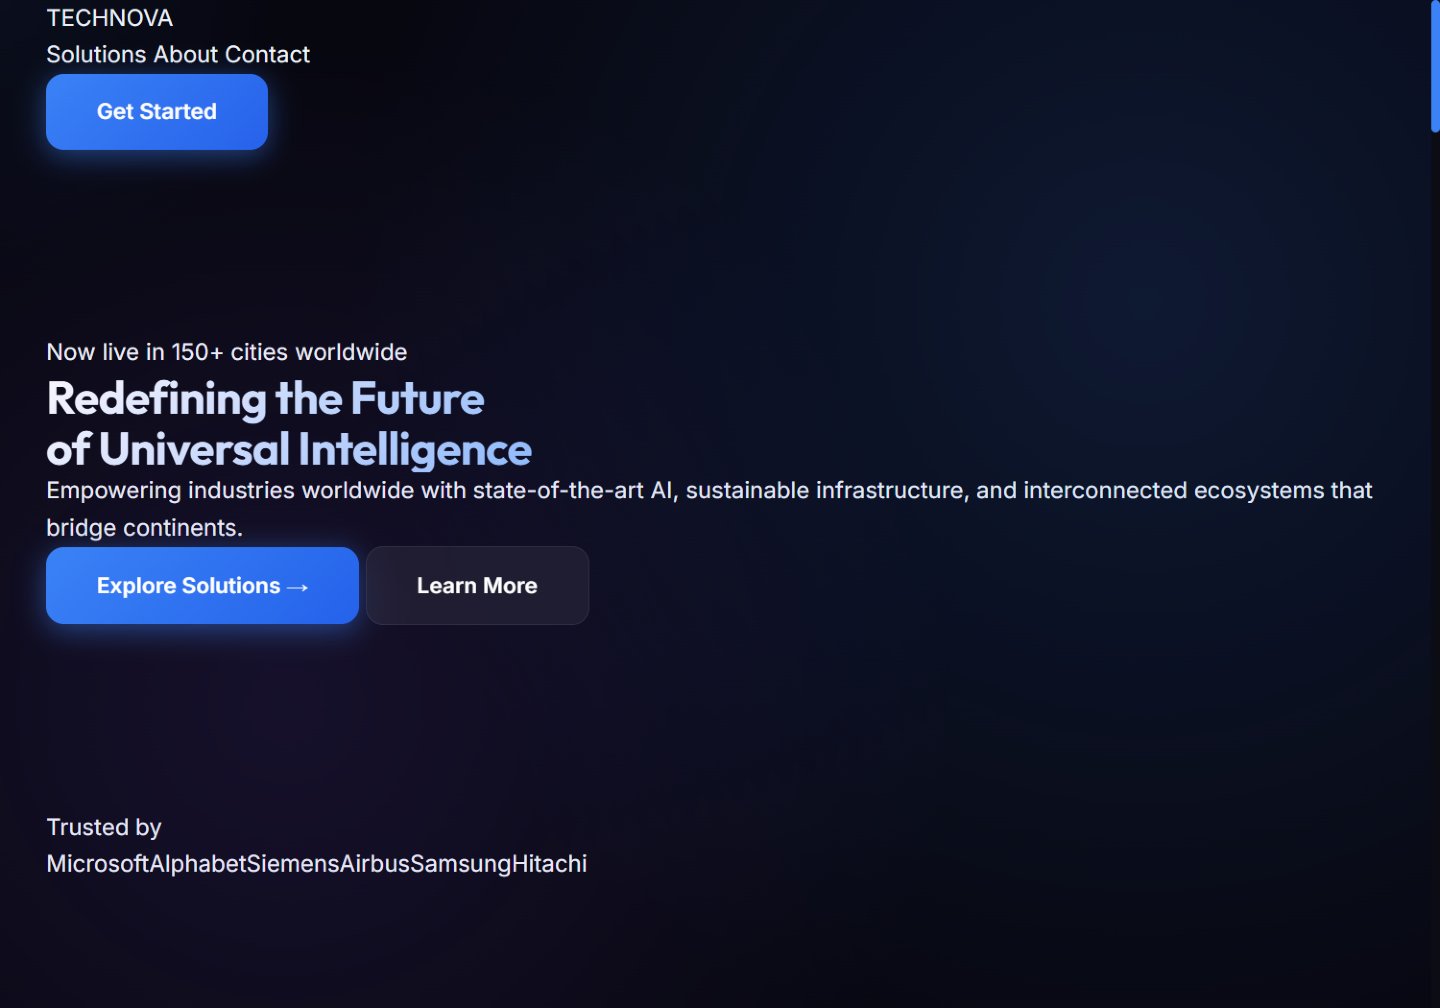 TECHNOVA
Solutions About Contact
Get Started
Now live in 150+ cities worldwide
Redefining the Future
of Universal Intelligence
Empowering industries worldwide with state-of-the-art AI, sustainable infrastructure, and interconnected ecosystems that
bridge continents.
Explore Solutions →
Learn More
Trusted by
MicrosoftAlphabetSiemensAirbusSamsungHitachi